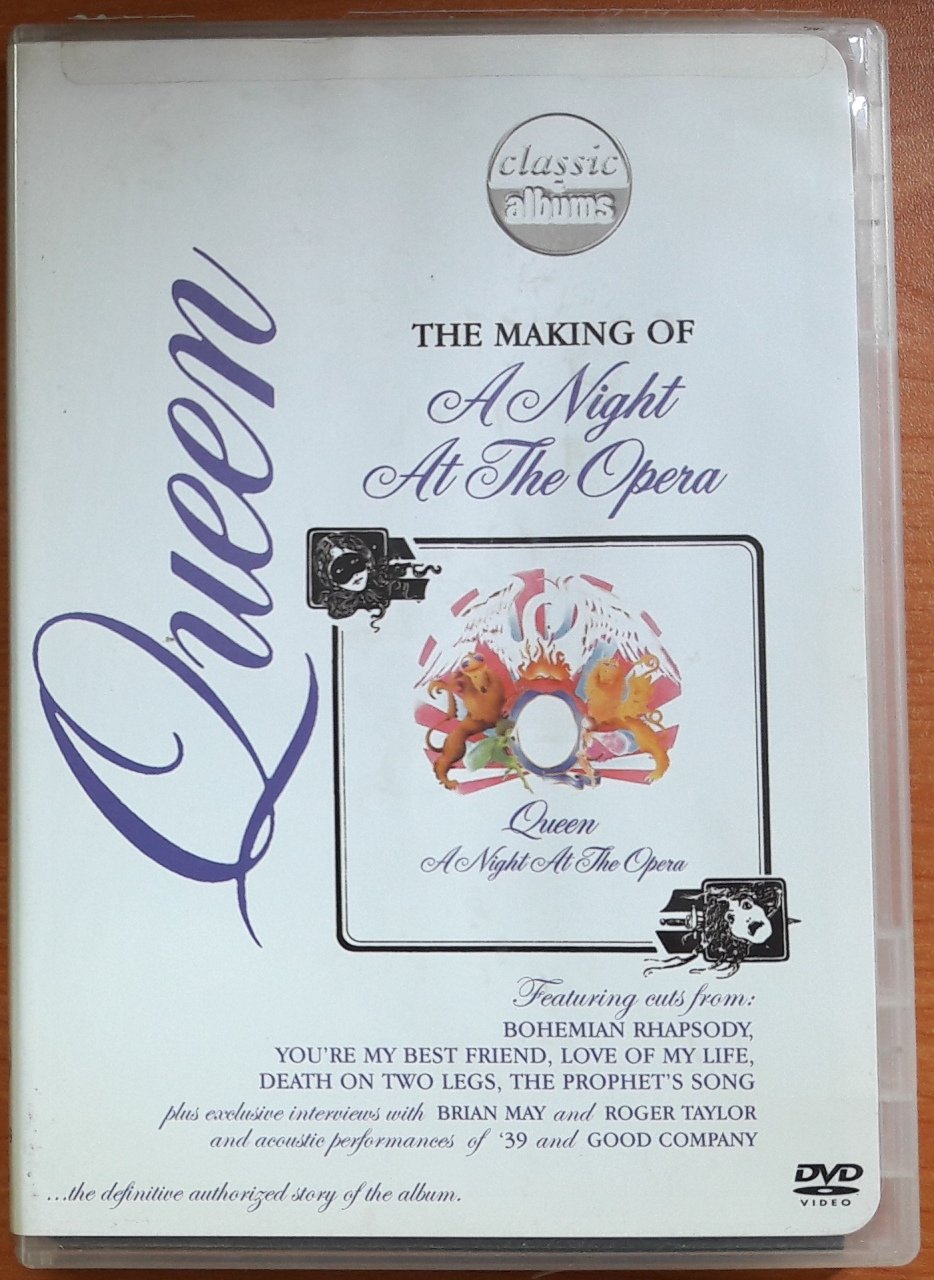 classic
albums
Queen
THE MAKING OF
A Night
At The Opera
Queen
A Night At The Opera
Featuring cuts from:
BOHEMIAN RHAPSODY,
YOU'RE MY BEST FRIEND, LOVE OF MY LIFE,
DEATH ON TWO LEGS, THE PROPHET'S SONG
plus exclusive interviews with BRIAN MAY and ROGER TAYLOR
and acoustic performances of '39 and GOOD COMPANY
...the definitive authorized story of the album.
DVD
VIDEO